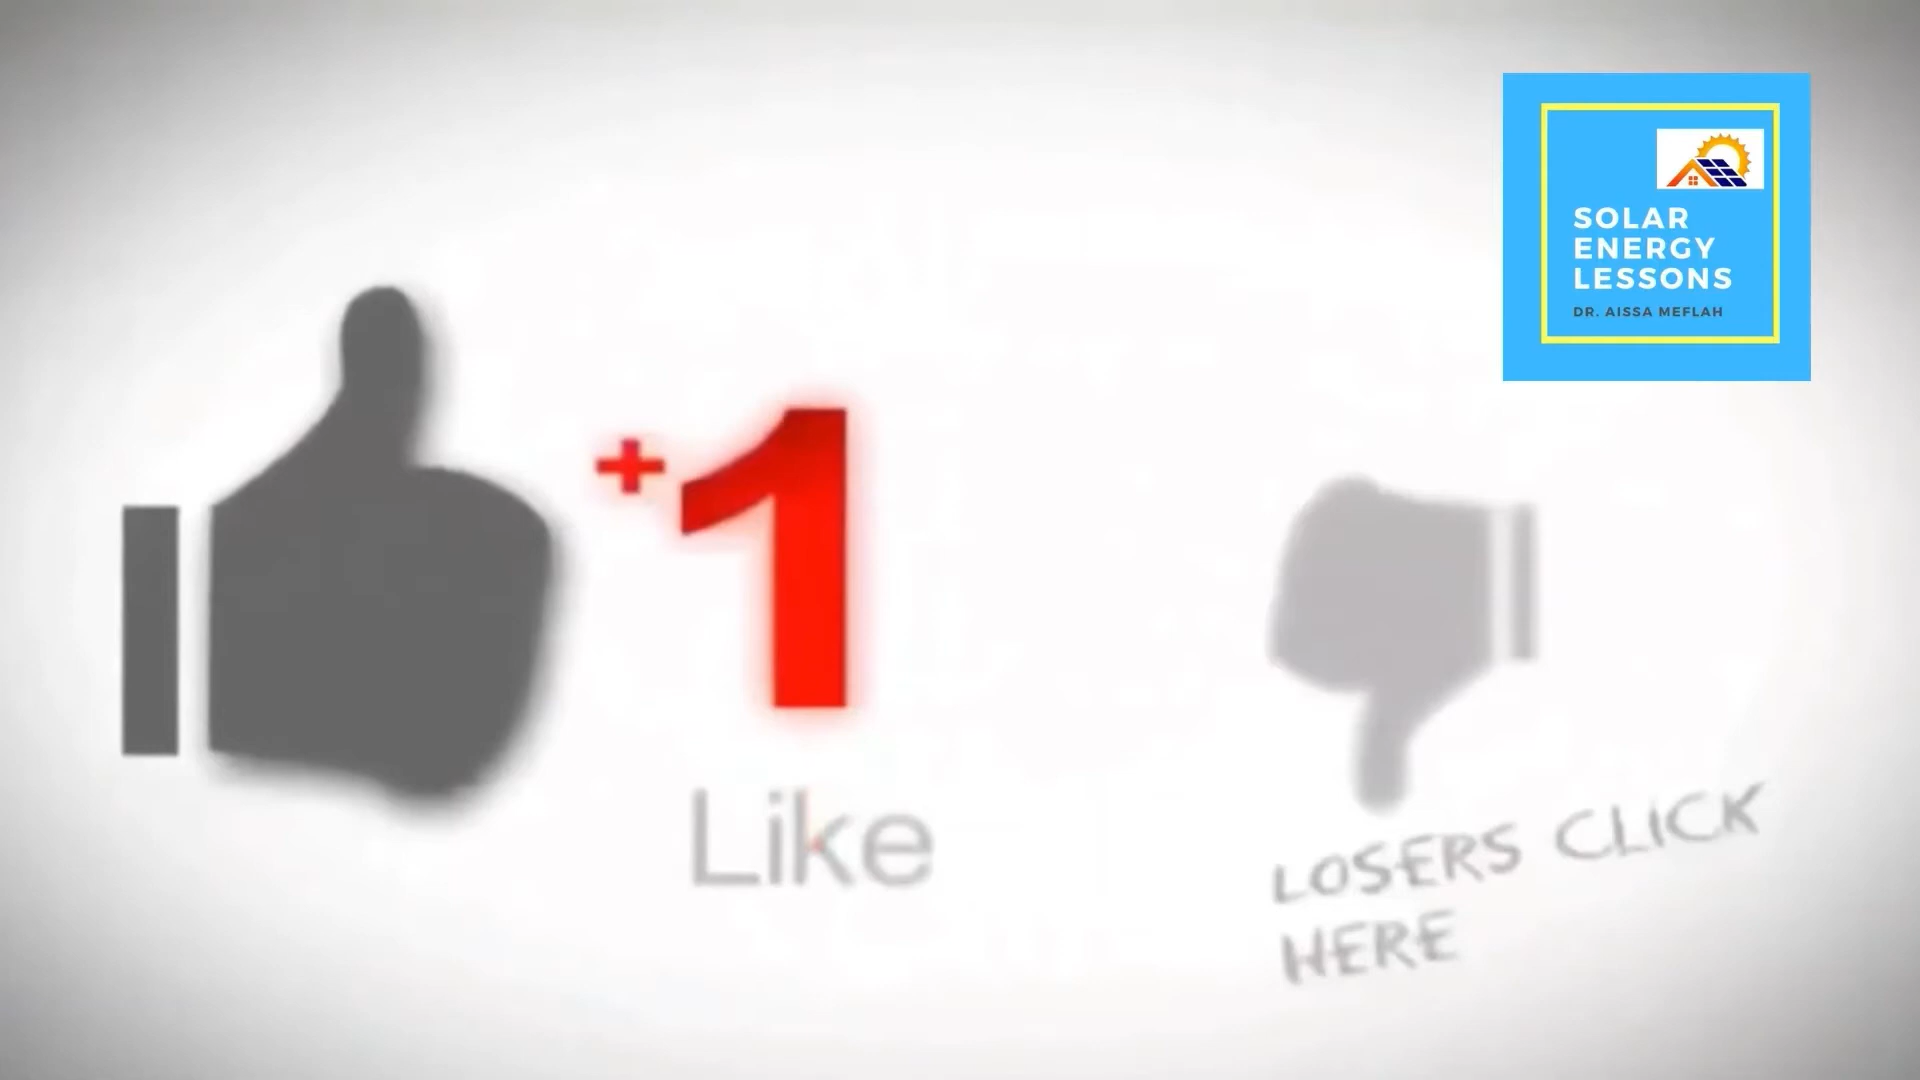 SOLAR
ENERGY
LESSONS
DR. AISSA MEFLAH
+1
Like
LOSERS CLICK
HERE